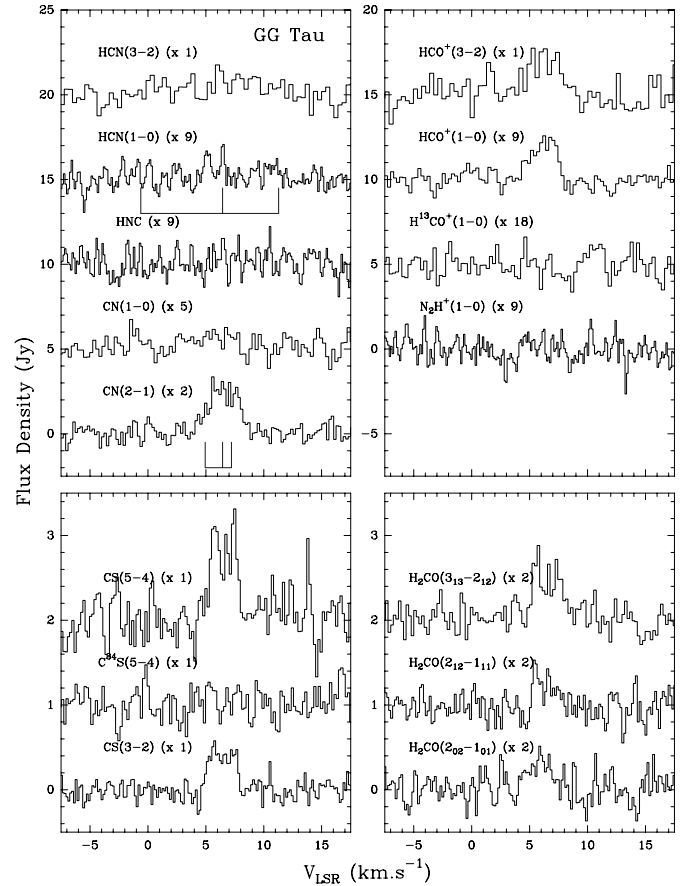 GG Tau
HCN(3-2) (x 1)
HCN(1-0) (x 9)
HNC (x 9)
CN(1-0) (x 5)
CN(2-1) (x 2)
20
15
10
5
0
HCO⁺(3-2) (x 1)
HCO⁺(1-0) (x 9)
H¹³CO⁺(1-0) (x 18)
N₂H⁺(1-0) (x 9)
20
15
10
5
0
−5
Flux Density (Jy)
CS(5-4) (x 1)
C³⁴S(5-4) (x 1)
CS(3-2) (x 1)
3
2
1
0
−5 0 5 10 15
H₂CO(3₁₃-2₁₂) (x 2)
H₂CO(2₁₂-1₁₁) (x 2)
H₂CO(2₀₂-1₀₁) (x 2)
3
2
1
0
−5 0 5 10 15
V_LSR (km.s⁻¹)